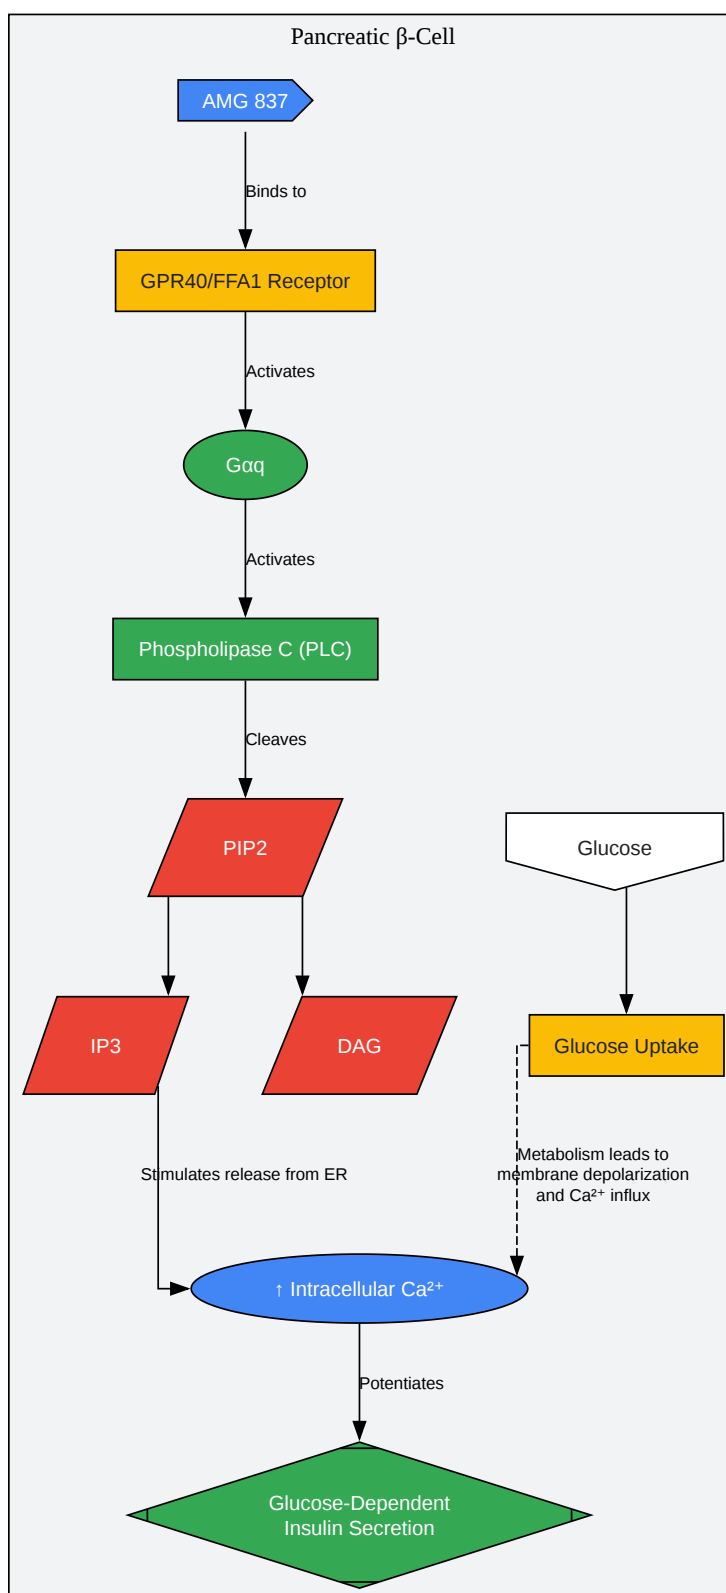 Pancreatic β-Cell
AMG 837
Binds to
GPR40/FFA1 Receptor
Activates
Gαq
Activates
Phospholipase C (PLC)
Cleaves
PIP2
Glucose
IP3
DAG
Glucose Uptake
Stimulates release from ER
Metabolism leads to
membrane depolarization
and Ca²⁺ influx
↑ Intracellular Ca²⁺
Potentiates
Glucose-Dependent
Insulin Secretion